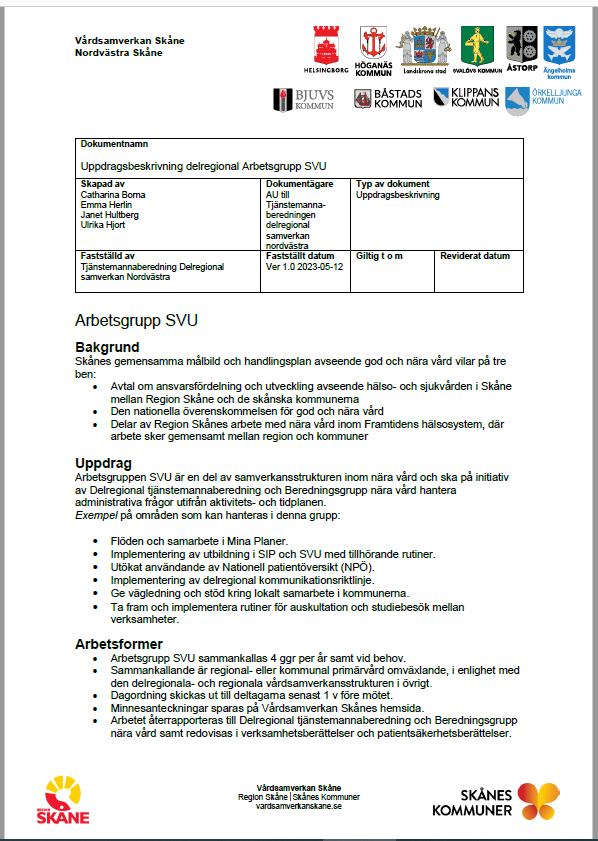 Vårdsamverkan Skåne
Nordvästra Skåne
HELSINGBORG
HÖGANÄS
KOMMUN
Landskrona stad
SVALÖVS KOMMUN
ÅSTORP
Ängelholms
kommun
BJUVS
KOMMUN
BÅSTADS
KOMMUN
KLIPPANS
KOMMUN
ÖRKELLJUNGA
KOMMUN
Dokumentnamn
Uppdragsbeskrivning delregional Arbetsgrupp SVU
Skapad av
Catharina Borna
Emma Herlin
Janet Hultberg
Ulrika Hjort
Dokumentägare
AU till
Tjänstemanna-
beredningen
delregional
samverkan
nordvästra
Typ av dokument
Uppdragsbeskrivning
Fastställd av
Tjänstemannaberedning Delregional
samverkan Nordvästra
Fastställt datum
Ver 1.0 2023-05-12
Giltig t o m
Reviderat datum
Arbetsgrupp SVU
Bakgrund
Skånes gemensamma målbild och handlingsplan avseende god och nära vård vilar på tre
ben:
• Avtal om ansvarsfördelning och utveckling avseende hälso- och sjukvården i Skåne
mellan Region Skåne och de skånska kommunerna
• Den nationella överenskommelsen för god och nära vård
• Delar av Region Skånes arbete med nära vård inom Framtidens hälsosystem, där
arbete sker gemensamt mellan region och kommuner
Uppdrag
Arbetsgruppen SVU är en del av samverkansstrukturen inom nära vård och ska på initiativ
av Delregional tjänstemannaberedning och Beredningsgrupp nära vård hantera
administrativa frågor utifrån aktivitets- och tidplanen.
Exempel på områden som kan hanteras i denna grupp:
• Flöden och samarbete i Mina Planer.
• Implementering av utbildning i SIP och SVU med tillhörande rutiner.
• Utökat användande av Nationell patientöversikt (NPÖ).
• Implementering av delregional kommunikationsriktlinje.
• Ge vägledning och stöd kring lokalt samarbete i kommunerna.
• Ta fram och implementera rutiner för auskultation och studiebesök mellan
verksamheter.
Arbetsformer
• Arbetsgrupp SVU sammankallas 4 ggr per år samt vid behov.
• Sammankallande är regional- eller kommunal primärvård omväxlande, i enlighet med
den delregionala- och regionala vårdsamverkansstrukturen i övrigt.
• Dagordning skickas ut till deltagarna senast 1 v före mötet.
• Minnesanteckningar sparas på Vårdsamverkan Skånes hemsida.
• Arbetet återrapporteras till Delregional tjänstemannaberedning och Beredningsgrupp
nära vård samt redovisas i verksamhetsberättelser och patientsäkerhetsberättelser.
REGION
SKÅNE
Vårdsamverkan Skåne
Region Skåne | Skånes Kommuner
vardsamverkanskane.se
SKÅNES
KOMMUNER